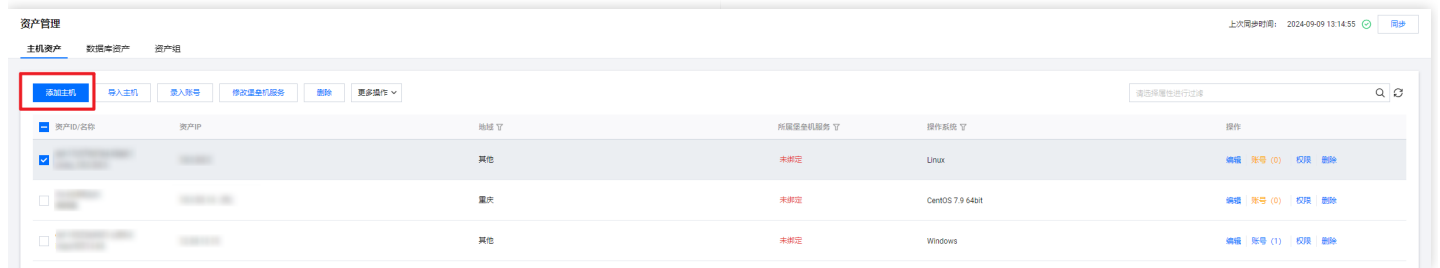 资产管理
上次同步时间： 2024-09-09 13:14:55 同步
主机资产 数据库资产 资产组
添加主机 导入主机 录入账号 修改堡垒机服务 删除 更多操作 请选择属性进行过滤
资产ID/名称 资产IP 地域 所属堡垒机服务 操作系统 操作
其他 未绑定 Linux 编辑 账号 (0) 权限 删除
重庆 未绑定 CentOS 7.9 64bit 编辑 账号 (0) 权限 删除
其他 未绑定 Windows 编辑 账号 (1) 权限 删除